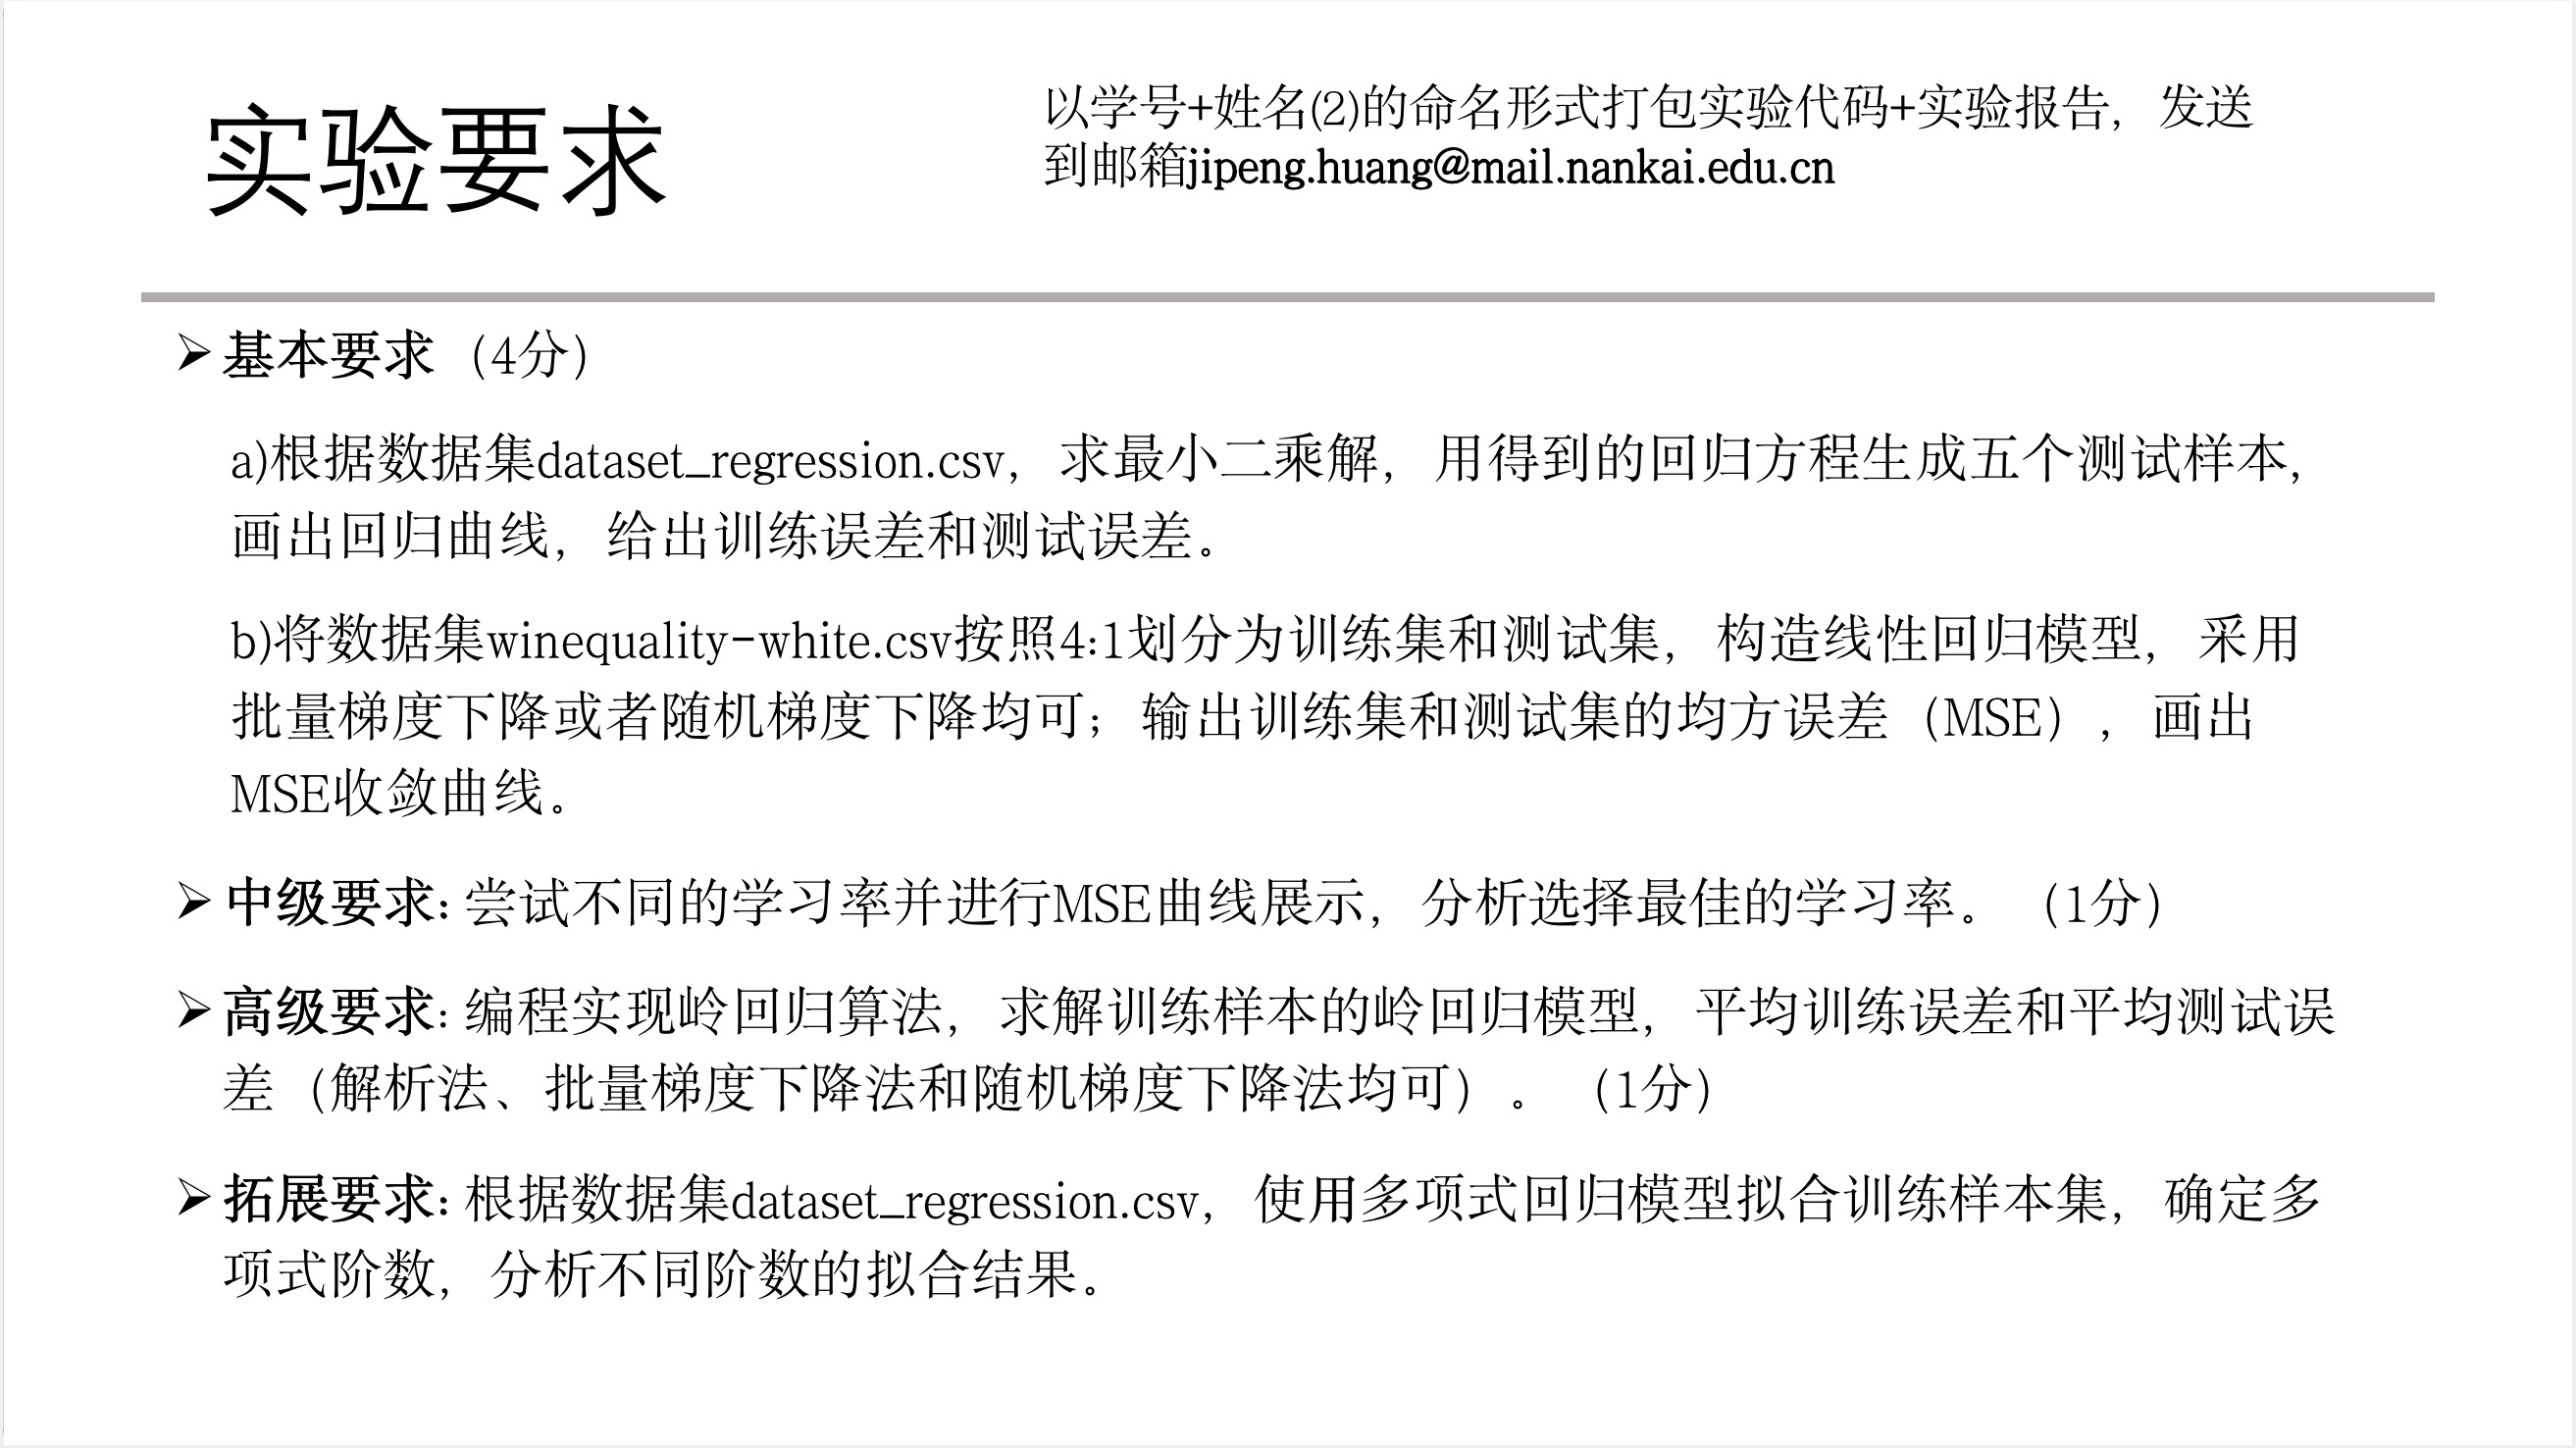 实验要求
以学号+姓名(2)的命名形式打包实验代码+实验报告，发送
到邮箱jipeng.huang@mail.nankai.edu.cn
➢基本要求（4分）
a)根据数据集dataset_regression.csv，求最小二乘解，用得到的回归方程生成五个测试样本，
画出回归曲线，给出训练误差和测试误差。
b)将数据集winequality-white.csv按照4:1划分为训练集和测试集，构造线性回归模型，采用
批量梯度下降或者随机梯度下降均可；输出训练集和测试集的均方误差（MSE），画出
MSE收敛曲线。
➢中级要求：尝试不同的学习率并进行MSE曲线展示，分析选择最佳的学习率。（1分）
➢高级要求：编程实现岭回归算法，求解训练样本的岭回归模型，平均训练误差和平均测试误
差（解析法、批量梯度下降法和随机梯度下降法均可）。（1分）
➢拓展要求：根据数据集dataset_regression.csv，使用多项式回归模型拟合训练样本集，确定多
项式阶数，分析不同阶数的拟合结果。